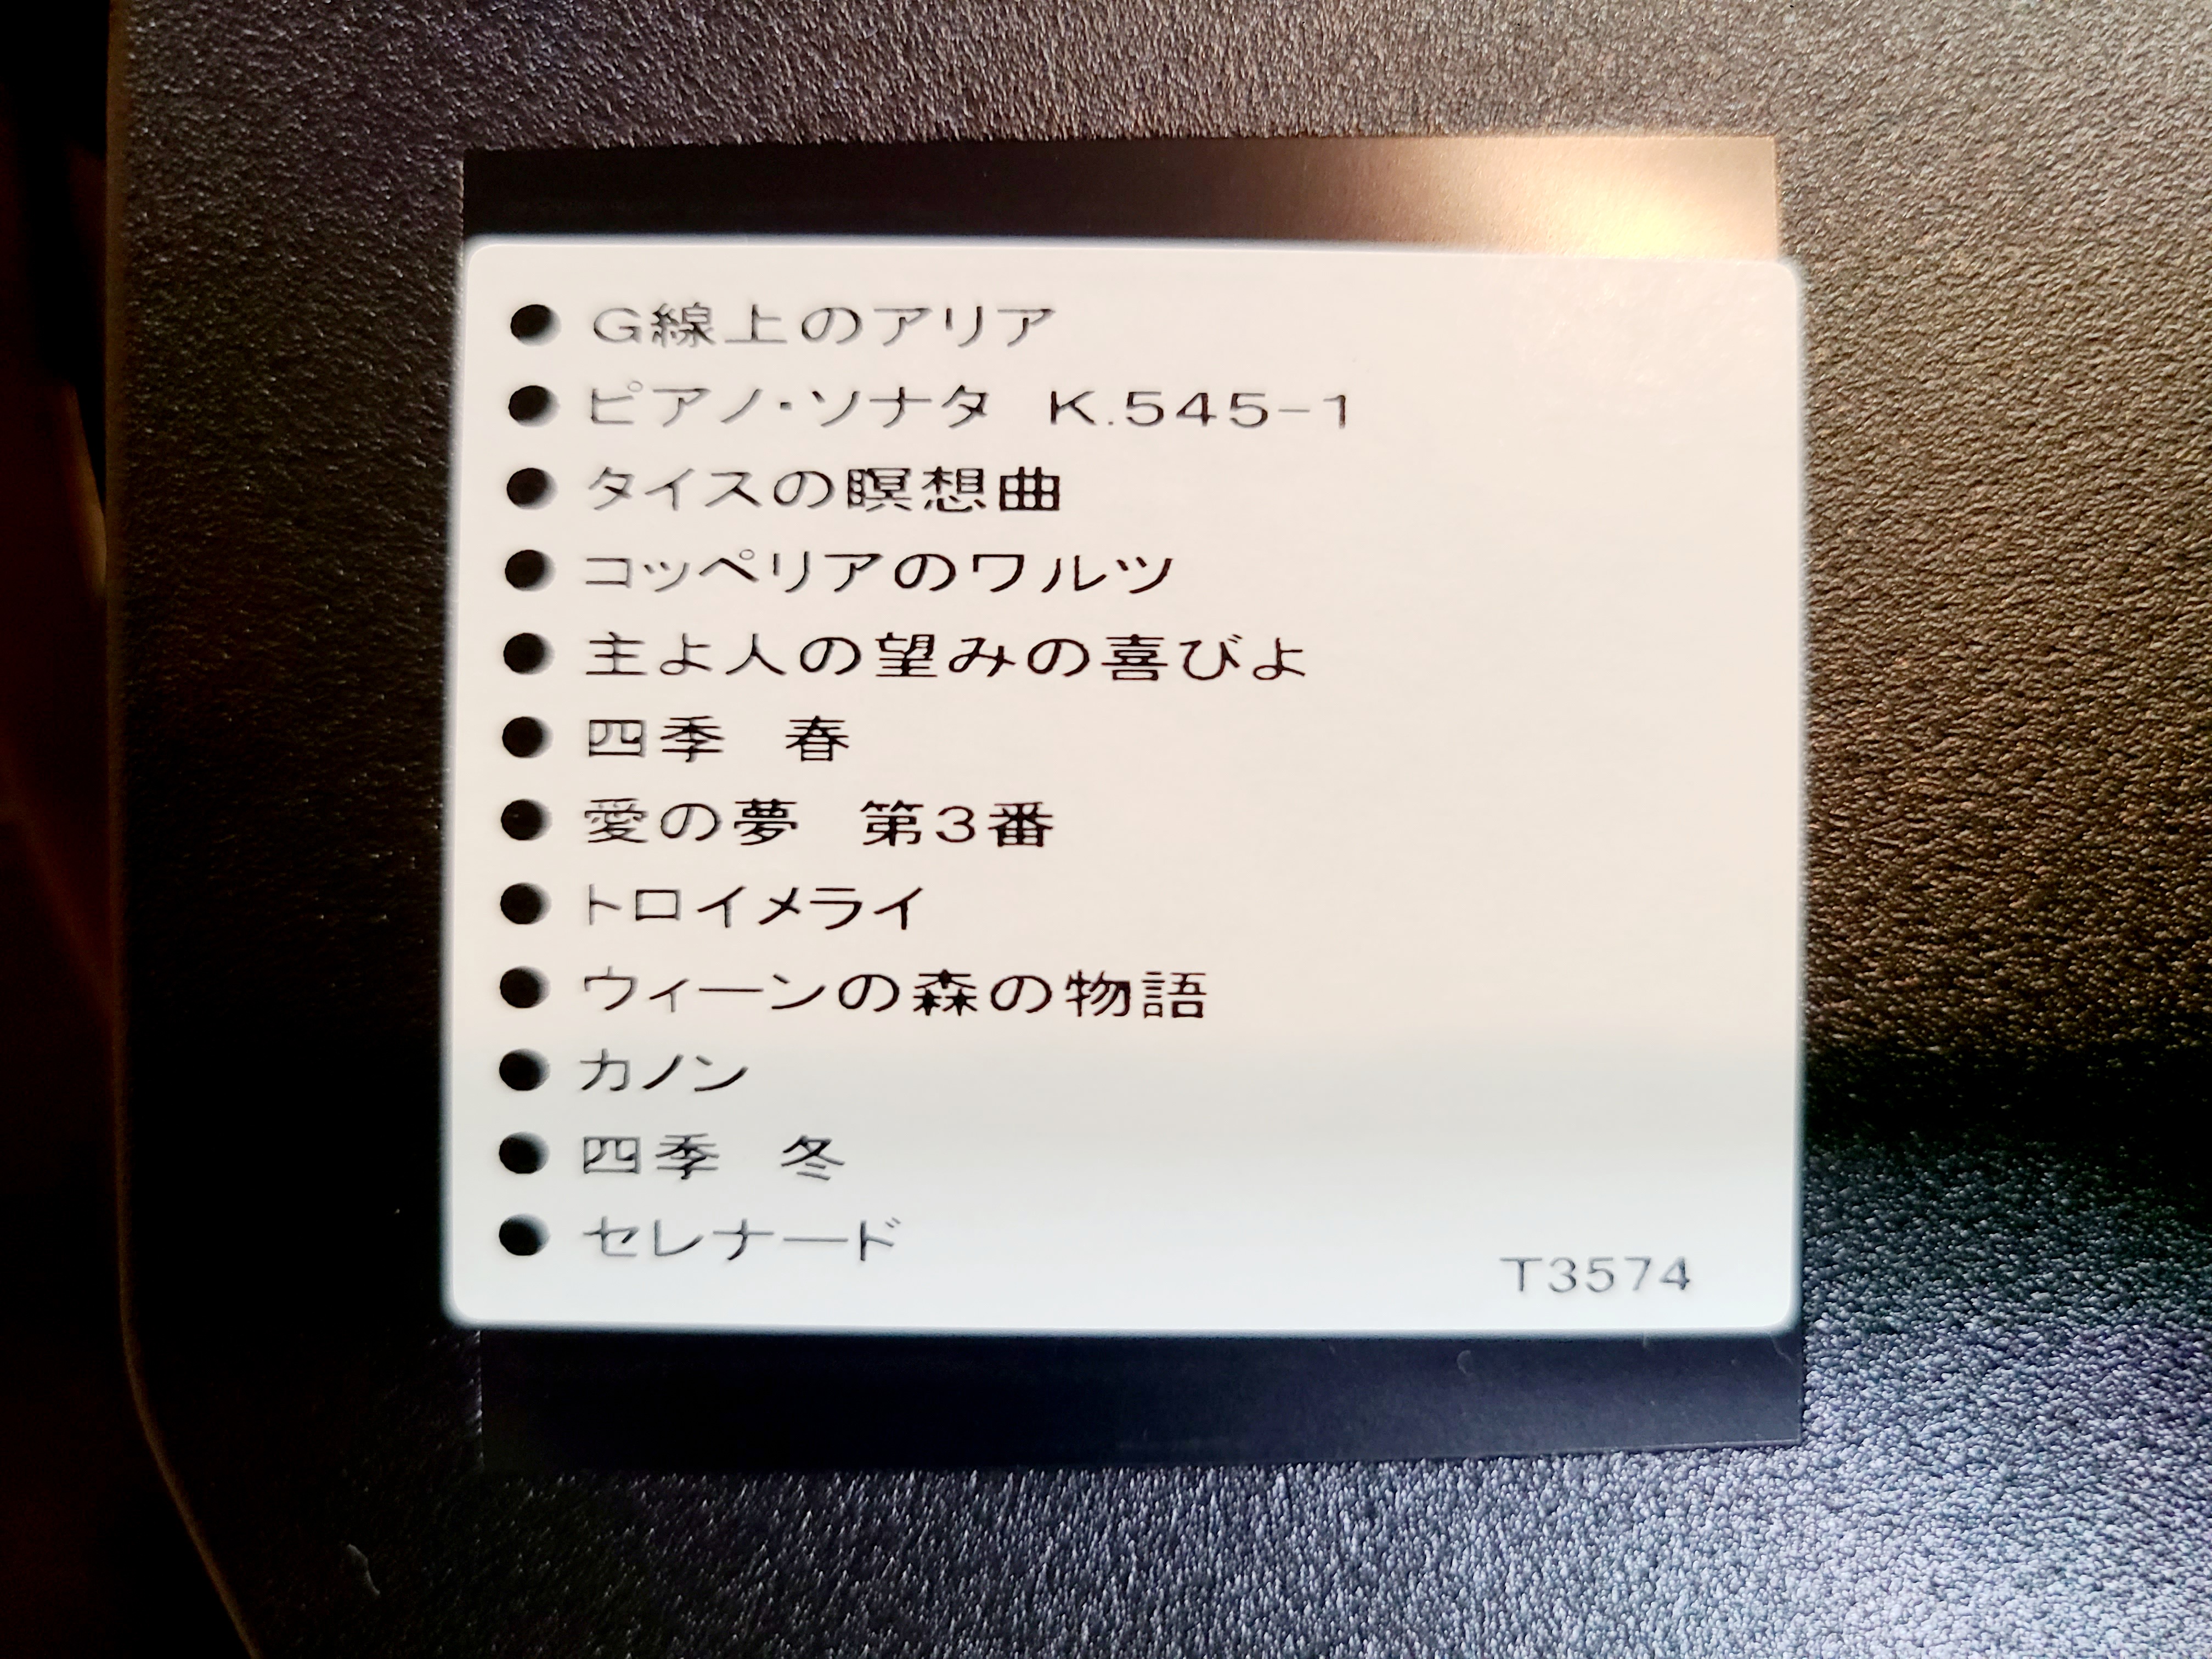 ● G線上のアリア
● ピアノ・ソナタ K.545-1
● タイスの瞑想曲
● コッペリアのワルツ
● 主よ人の望みの喜びよ
● 四季 春
● 愛の夢 第3番
● トロイメライ
● ウィーンの森の物語
● カノン
● 四季 冬
● セレナード
T3574